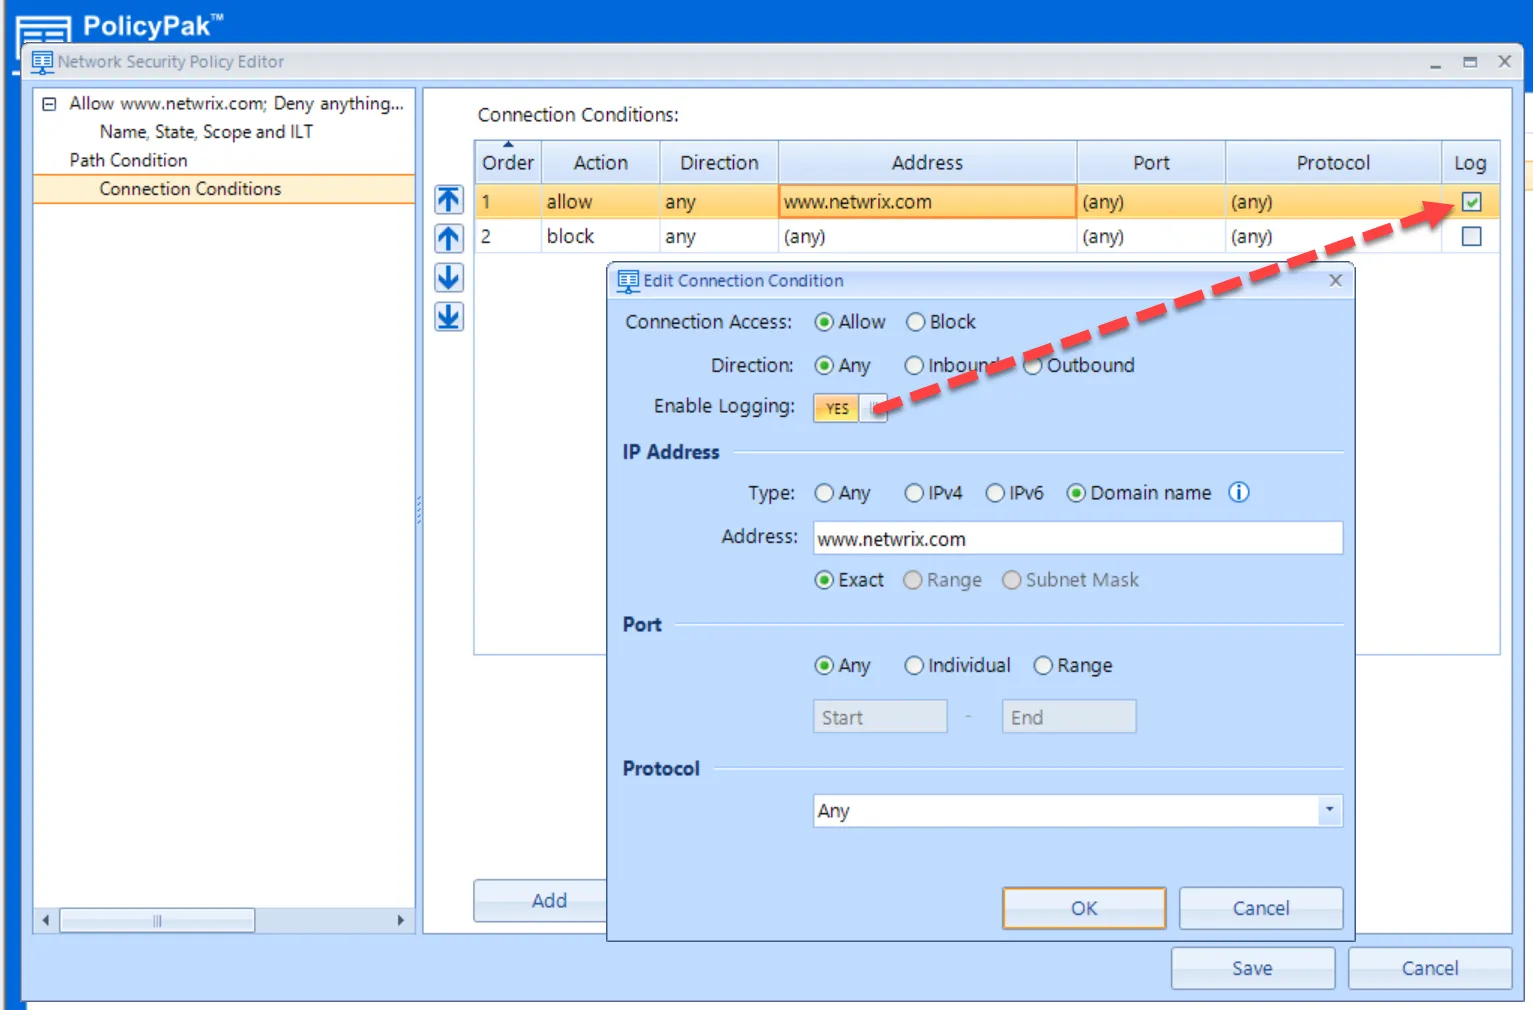 PolicyPak™
Network Security Policy Editor
Allow www.netwrix.com; Deny anything...
Name, State, Scope and ILT
Path Condition
Connection Conditions
Connection Conditions:
Order Action Direction Address Port Protocol Log
1 allow any www.netwrix.com (any) (any)
2 block any (any) (any) (any)
Edit Connection Condition
Connection Access: Allow Block
Direction: Any Inbound Outbound
Enable Logging: YES
IP Address
Type: Any IPv4 IPv6 Domain name
Address: www.netwrix.com
Exact Range Subnet Mask
Port
Any Individual Range
Start - End
Protocol
Any
Add
OK Cancel
Save Cancel